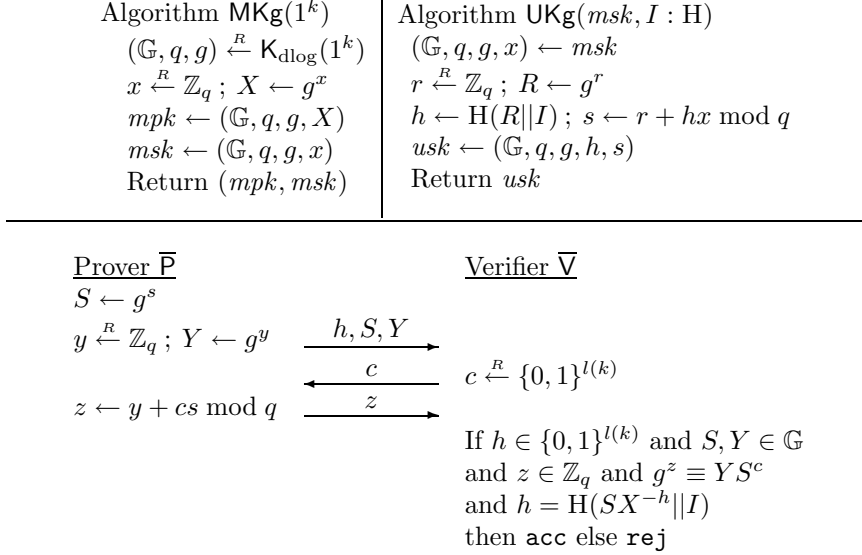 Algorithm MKg(1^k)
(𝔾, q, g) ←^R K_dlog(1^k)
x ←^R ℤ_q ; X ← g^x
mpk ← (𝔾, q, g, X)
msk ← (𝔾, q, g, x)
Return (mpk, msk)
Algorithm UKg(msk, I : H)
(𝔾, q, g, x) ← msk
r ←^R ℤ_q ; R ← g^r
h ← H(R||I) ; s ← r + hx mod q
usk ← (𝔾, q, g, h, s)
Return usk
Prover P̅
Verifier V̅
S ← g^s
y ←^R ℤ_q ; Y ← g^y
h, S, Y
c
c ←^R {0, 1}^{l(k)}
z ← y + cs mod q
z
If h ∈ {0, 1}^{l(k)} and S, Y ∈ 𝔾
and z ∈ ℤ_q and g^z ≡ YS^c
and h = H(SX^{-h}||I)
then acc else rej